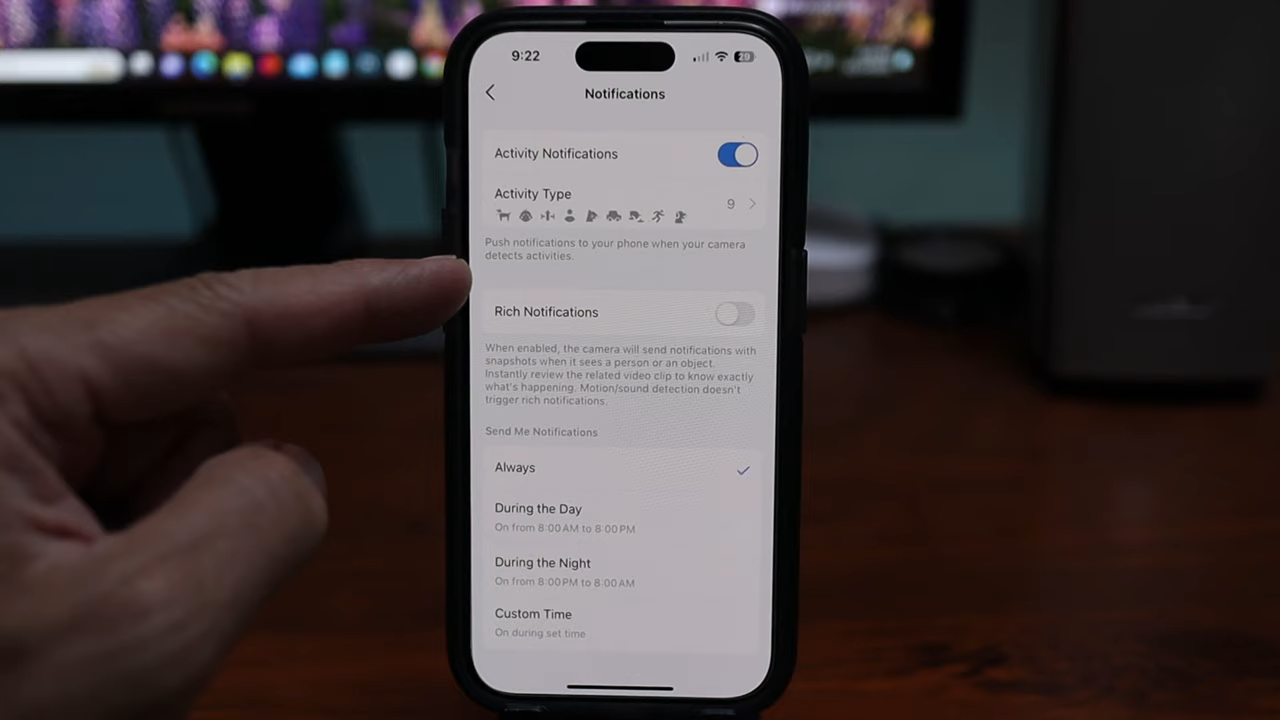 9:22
29
Notifications
Activity Notifications
Activity Type
9
Push notifications to your phone when your camera
detects activities.
Rich Notifications
When enabled, the camera will send notifications with
snapshots when it sees a person or an object.
Instantly review the related video clip to know exactly
what's happening. Motion/sound detection doesn't
trigger rich notifications.
Send Me Notifications
Always
During the Day
On from 8:00 AM to 8:00 PM
During the Night
On from 8:00 PM to 8:00 AM
Custom Time
On during set time